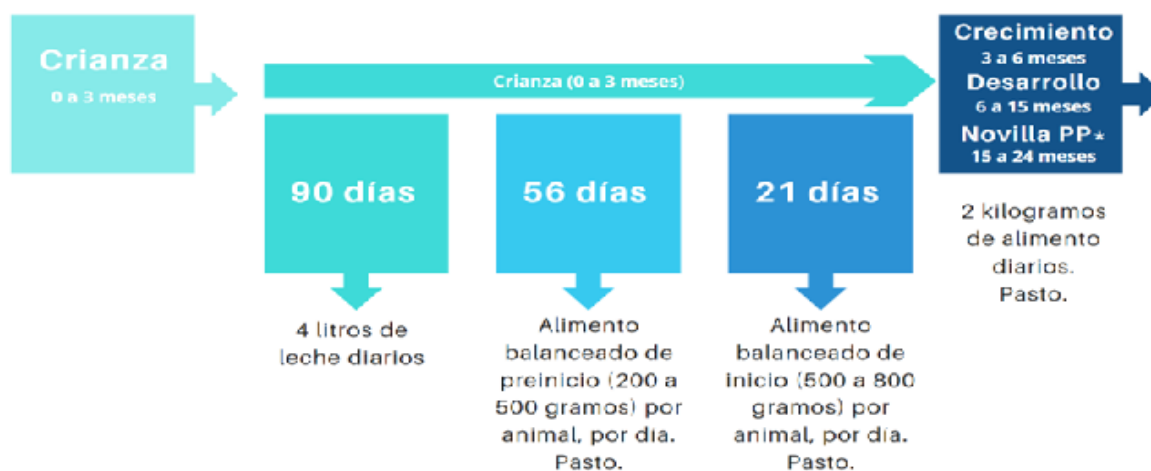 Crianza
0 a 3 meses
Crianza (0 a 3 meses)
90 días
4 litros de
leche diarios
56 días
Alimento
balanceado de
preinicio (200 a
500 gramos) por
animal, por día.
Pasto.
21 días
Alimento
balanceado de
inicio (500 a 800
gramos) por
animal, por día.
Pasto.
Crecimiento
3 a 6 meses
Desarrollo
6 a 15 meses
Novilla PP*
15 a 24 meses
2 kilogramos
de alimento
diarios.
Pasto.